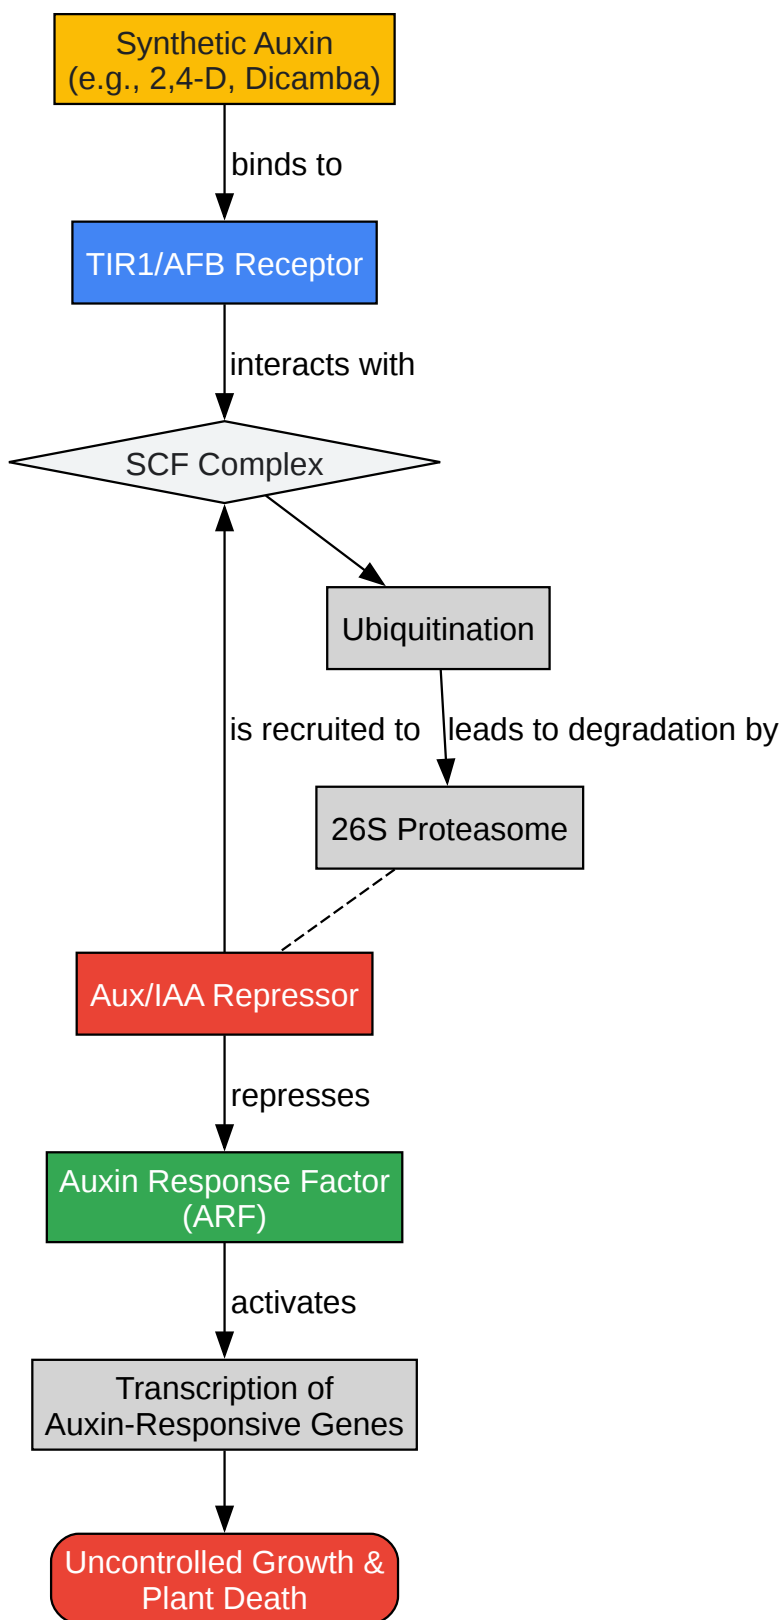 Synthetic Auxin
(e.g., 2,4-D, Dicamba)
binds to
TIR1/AFB Receptor
interacts with
SCF Complex
Ubiquitination
is recruited to
leads to degradation by
26S Proteasome
Aux/IAA Repressor
represses
Auxin Response Factor
(ARF)
activates
Transcription of
Auxin-Responsive Genes
Uncontrolled Growth &
Plant Death